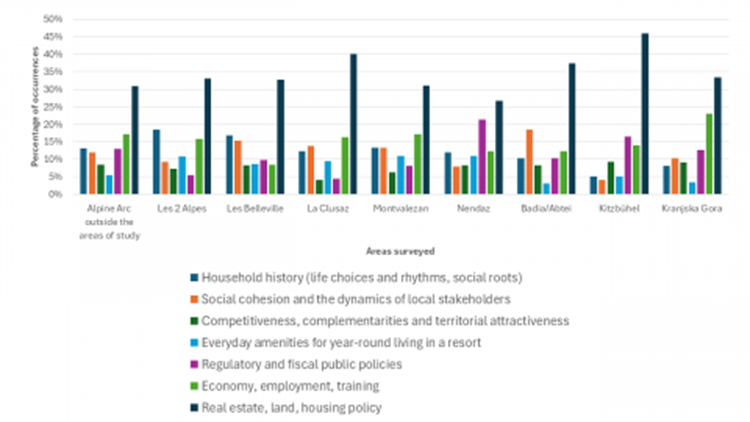 50%
45%
40%
35%
30%
25%
20%
15%
10%
5%
0%
Percentage of occurrences
Alpine Arc
outside the
areas of study
Les 2 Alpes
Les Belleville
La Clusaz
Montvalezan
Nendaz
Badia/Abtei
Kitzbühel
Kranjska Gora
Areas surveyed
Household history (life choices and rhythms, social roots)
Social cohesion and the dynamics of local stakeholders
Competitiveness, complementarities and territorial attractiveness
Everyday amenities for year-round living in a resort
Regulatory and fiscal public policies
Economy, employment, training
Real estate, land, housing policy